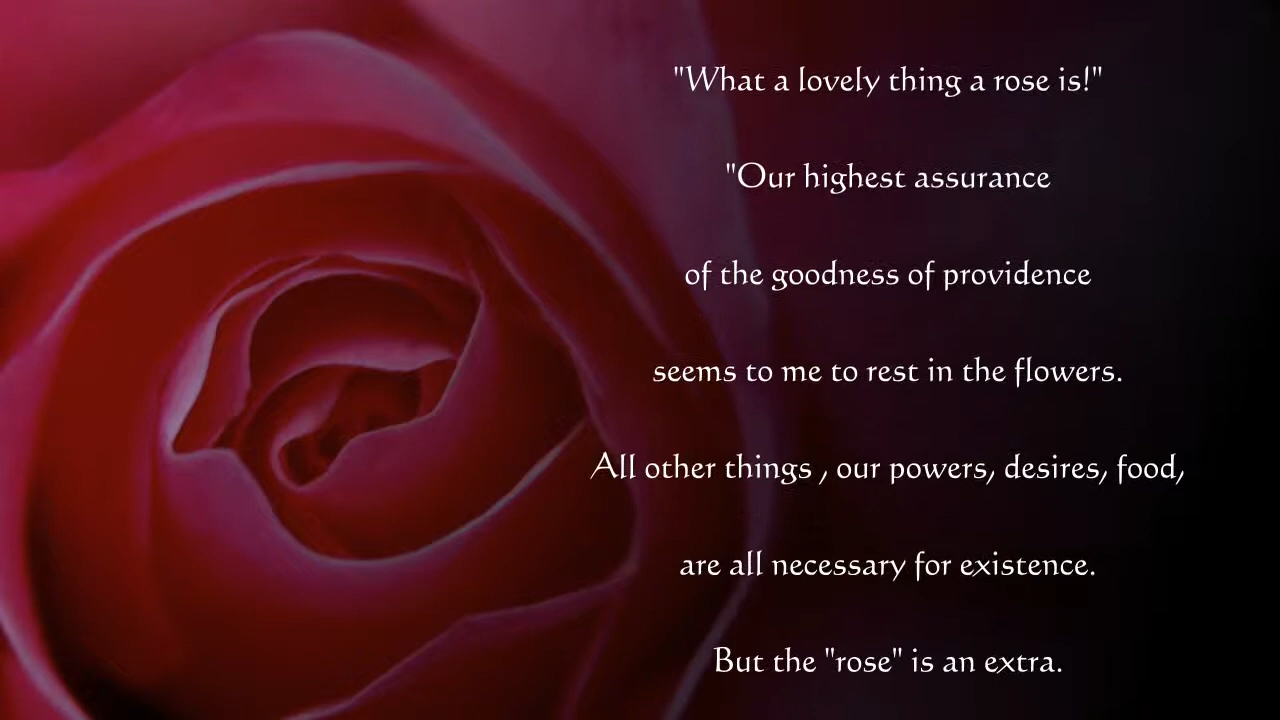 "What a lovely thing a rose is!"
"Our highest assurance
of the goodness of providence
seems to me to rest in the flowers.
All other things , our powers, desires, food,
are all necessary for existence.
But the "rose" is an extra.